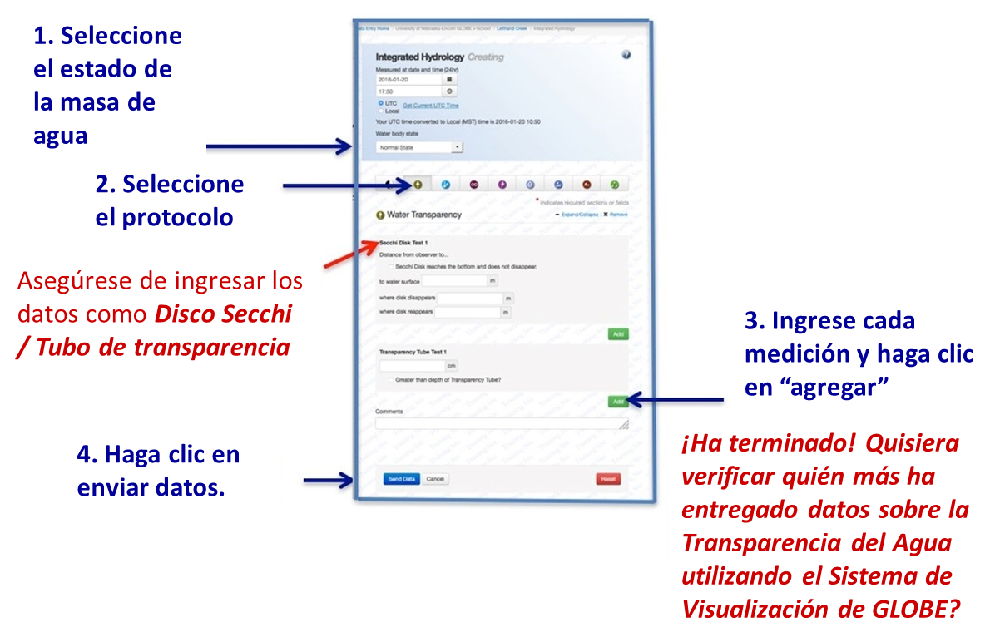 1. Seleccione
el estado de
la masa de
agua
2. Seleccione
el protocolo
Asegúrese de ingresar los
datos como Disco Secchi
/ Tubo de transparencia
4. Haga clic en
enviar datos.
Entry Home / University of Nebraska-Lincoln GLOBE v-School / Lefthand Creek / Integrated Hydrology
Integrated Hydrology Creating
Measured at date and time (24hr)
2016-01-20
17:50
UTC Get Current UTC Time
Local
Your UTC time converted to Local (MST) time is 2016-01-20 10:50
Water body state
Normal State
* indicates required sections or fields
Water Transparency
Expand/Collapse Remove
Secchi Disk Test 1
Distance from observer to...
Secchi Disk reaches the bottom and does not disappear.
to water surface m
where disk disappears m
where disk reappears m
Add
Transparency Tube Test 1
cm
Greater than depth of Transparency Tube?
Add
Comments
Send Data Cancel Reset
3. Ingrese cada
medición y haga clic
en “agregar”
¡Ha terminado! Quisiera
verificar quién más ha
entregado datos sobre la
Transparencia del Agua
utilizando el Sistema de
Visualización de GLOBE?